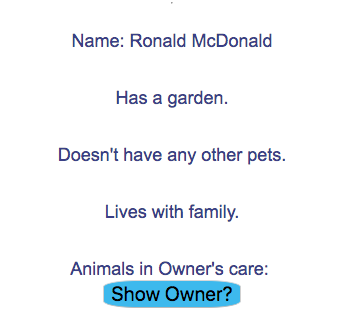 Name: Ronald McDonald
Has a garden.
Doesn't have any other pets.
Lives with family.
Animals in Owner's care:
Show Owner?